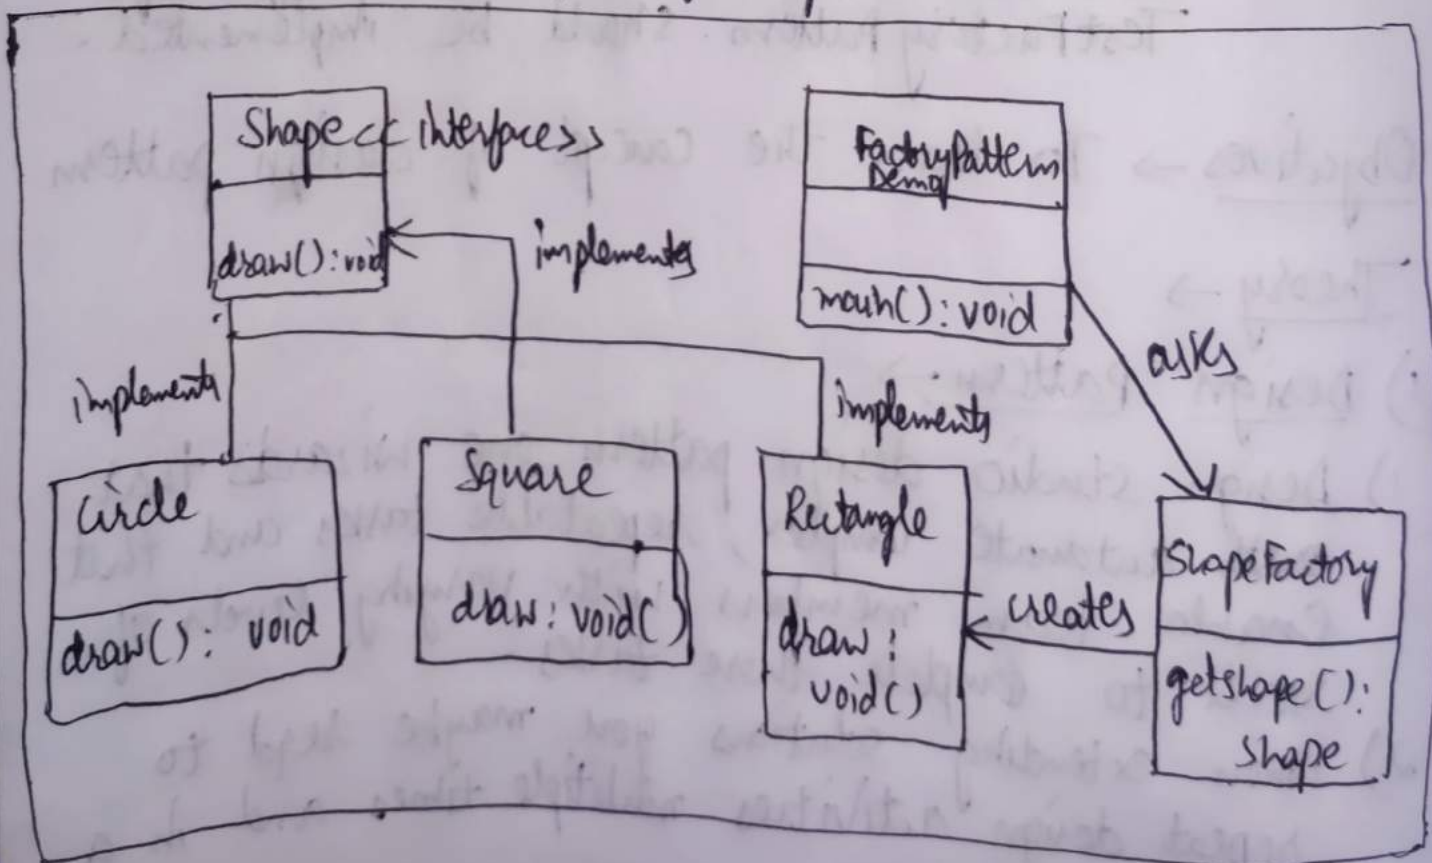 Shape << interface>>
draw(): void
implements
FactoryPattern
Demo
main(): void
asks
implements
implements
Circle
draw(): void
Square
draw: void()
Rectangle
draw:
void()
creates
ShapeFactory
getshape():
shape